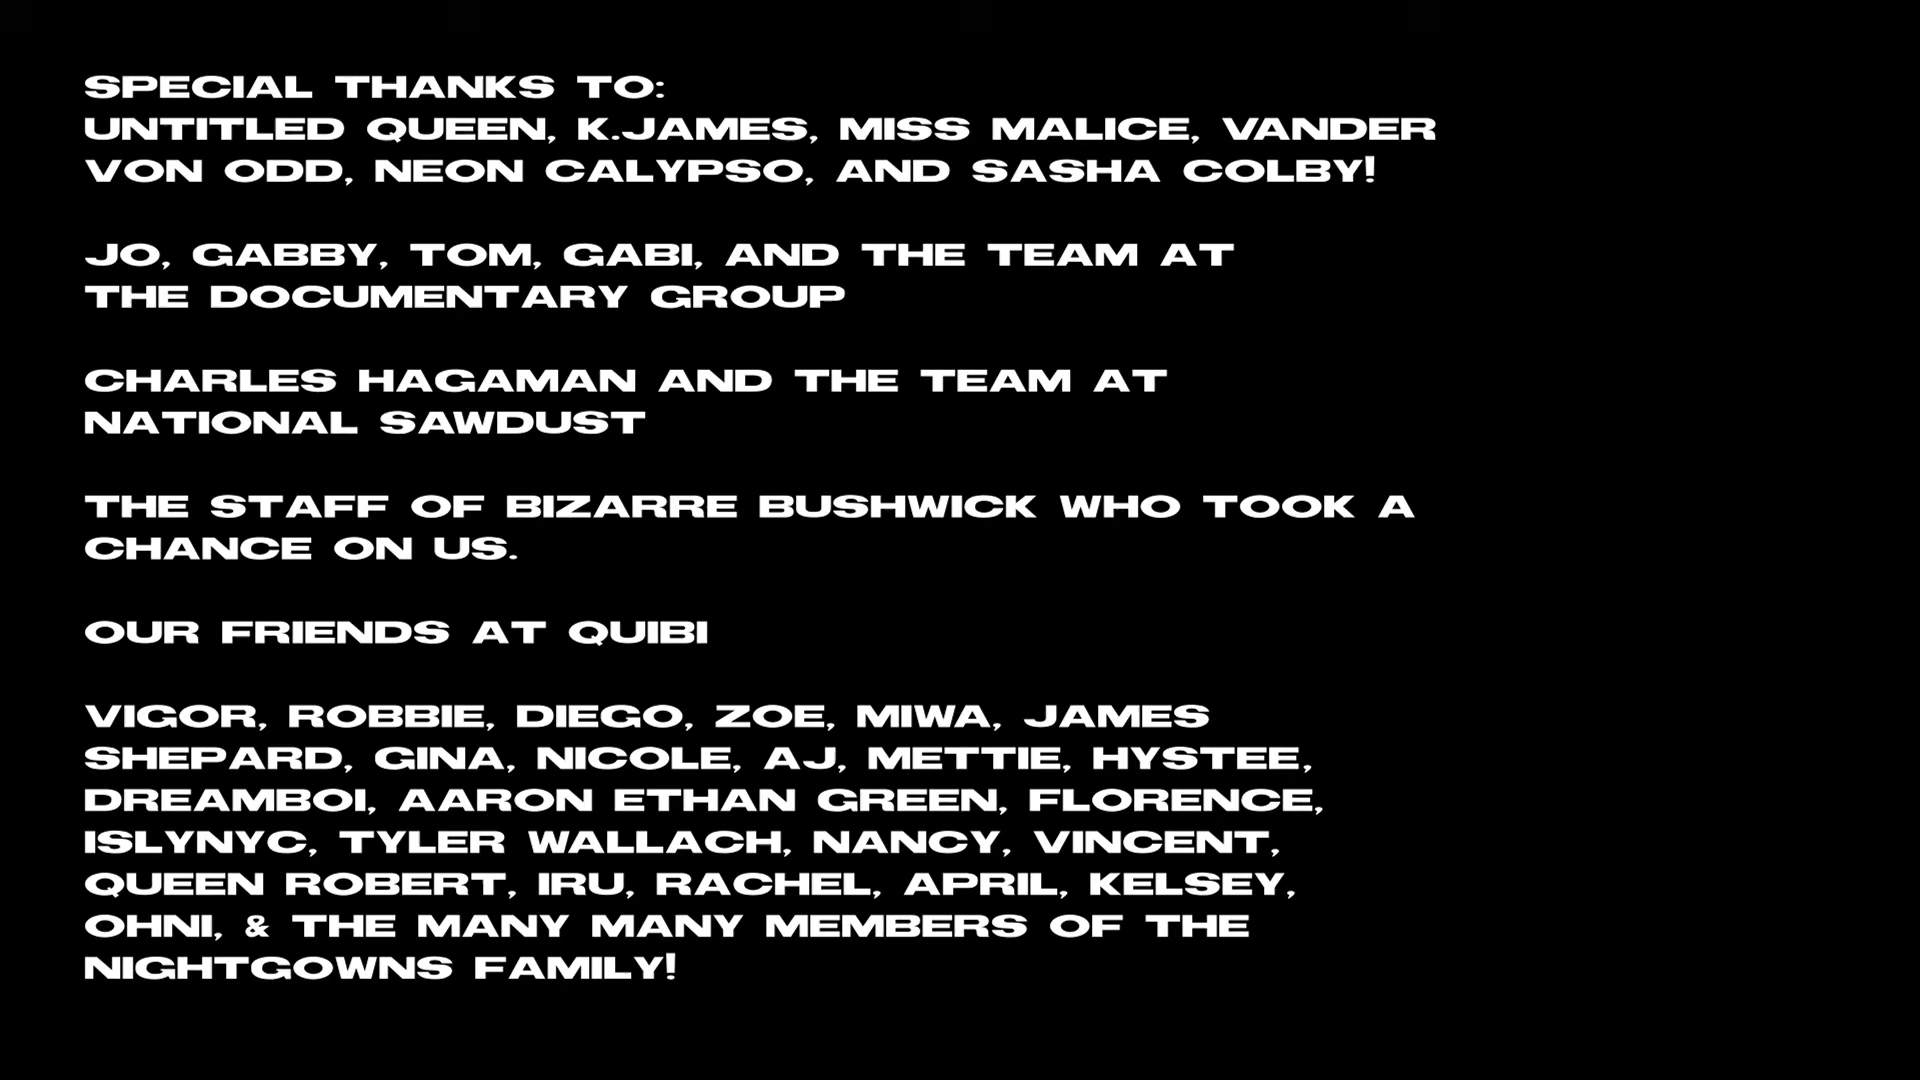 SPECIAL THANKS TO:
UNTITLED QUEEN, K.JAMES, MISS MALICE, VANDER
VON ODD, NEON CALYPSO, AND SASHA COLBY!
JO, GABBY, TOM, GABI, AND THE TEAM AT
THE DOCUMENTARY GROUP
CHARLES HAGAMAN AND THE TEAM AT
NATIONAL SAWDUST
THE STAFF OF BIZARRE BUSHWICK WHO TOOK A
CHANCE ON US.
OUR FRIENDS AT QUIBI
VIGOR, ROBBIE, DIEGO, ZOE, MIWA, JAMES
SHEPARD, GINA, NICOLE, AJ, METTIE, HYSTEE,
DREAMBOI, AARON ETHAN GREEN, FLORENCE,
ISLYNYC, TYLER WALLACH, NANCY, VINCENT,
QUEEN ROBERT, IRU, RACHEL, APRIL, KELSEY,
OHNI, & THE MANY MANY MEMBERS OF THE
NIGHTGOWNS FAMILY!